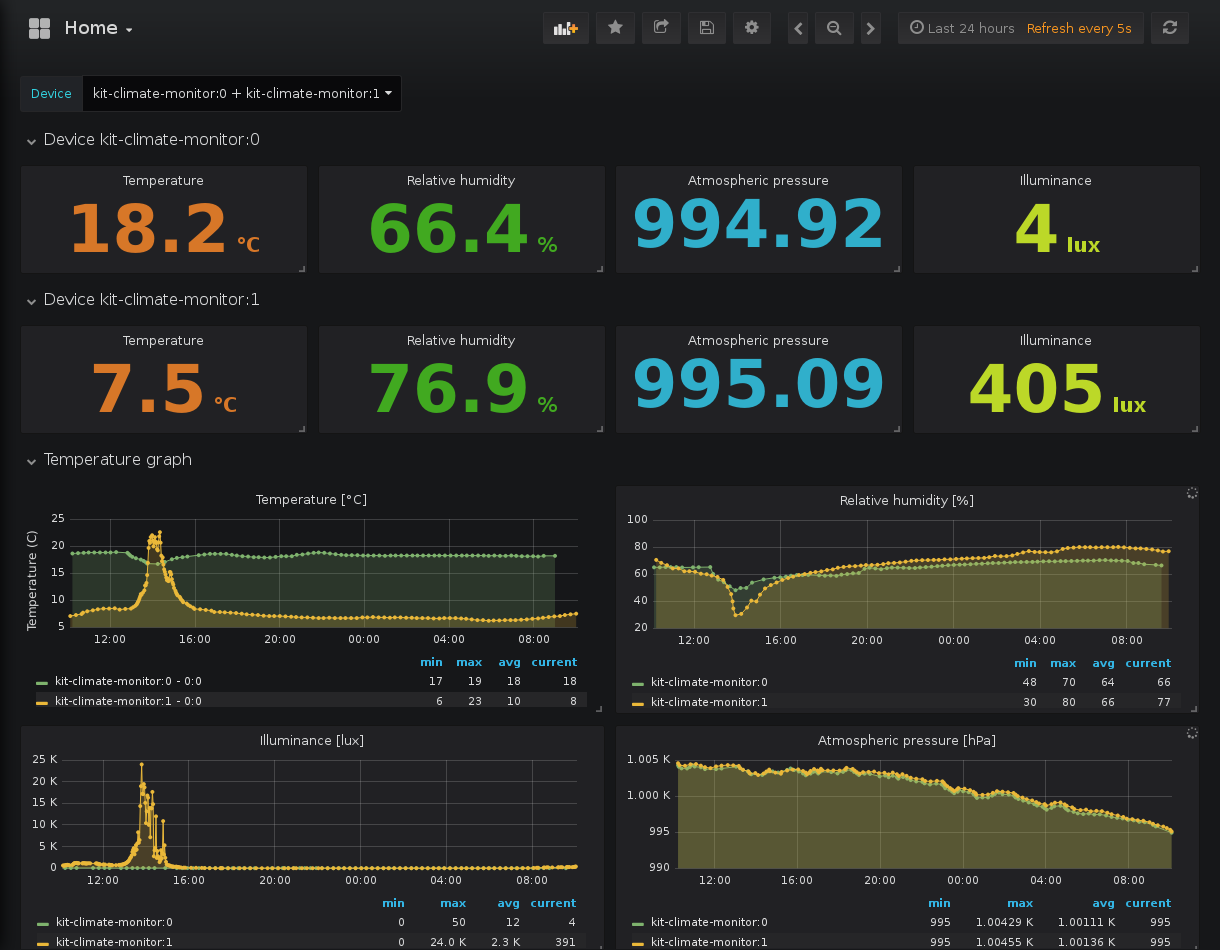 Home
Last 24 hours Refresh every 5s
Device kit-climate-monitor:0 + kit-climate-monitor:1
Device kit-climate-monitor:0
Temperature Relative humidity Atmospheric pressure Illuminance
18.2 °C 66.4 % 994.92 4 lux
Device kit-climate-monitor:1
Temperature Relative humidity Atmospheric pressure Illuminance
7.5 °C 76.9 % 995.09 405 lux
Temperature graph
Temperature [°C]
Temperature (C)
25
20
15
10
5
12:00 16:00 20:00 00:00 04:00 08:00
min max avg current
kit-climate-monitor:0 - 0:0 17 19 18 18
kit-climate-monitor:1 - 0:0 6 23 10 8
Relative humidity [%]
100
80
60
40
20
12:00 16:00 20:00 00:00 04:00 08:00
min max avg current
kit-climate-monitor:0 48 70 64 66
kit-climate-monitor:1 30 80 66 77
Illuminance [lux]
25 K
20 K
15 K
10 K
5 K
0
12:00 16:00 20:00 00:00 04:00 08:00
min max avg current
kit-climate-monitor:0 0 50 12 4
kit-climate-monitor:1 0 24.0 K 2.3 K 391
Atmospheric pressure [hPa]
1.005 K
1.000 K
995
990
12:00 16:00 20:00 00:00 04:00 08:00
min max avg current
kit-climate-monitor:0 995 1.00429 K 1.00111 K 995
kit-climate-monitor:1 995 1.00455 K 1.00136 K 995